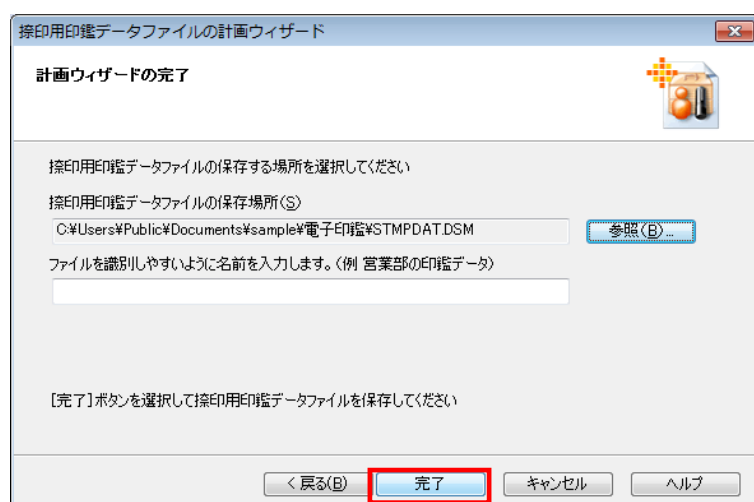 捺印用印鑑データファイルの計画ウィザード
計画ウィザードの完了
捺印用印鑑データファイルの保存する場所を選択してください
捺印用印鑑データファイルの保存場所(S)
C:¥Users¥Public¥Documents¥sample¥電子印鑑¥STMPDAT.DSM
参照(B)...
ファイルを識別しやすいように名前を入力します。(例 営業部の印鑑データ)
[完了]ボタンを選択して捺印用印鑑データファイルを保存してください
< 戻る(B)
完了
キャンセル
ヘルプ